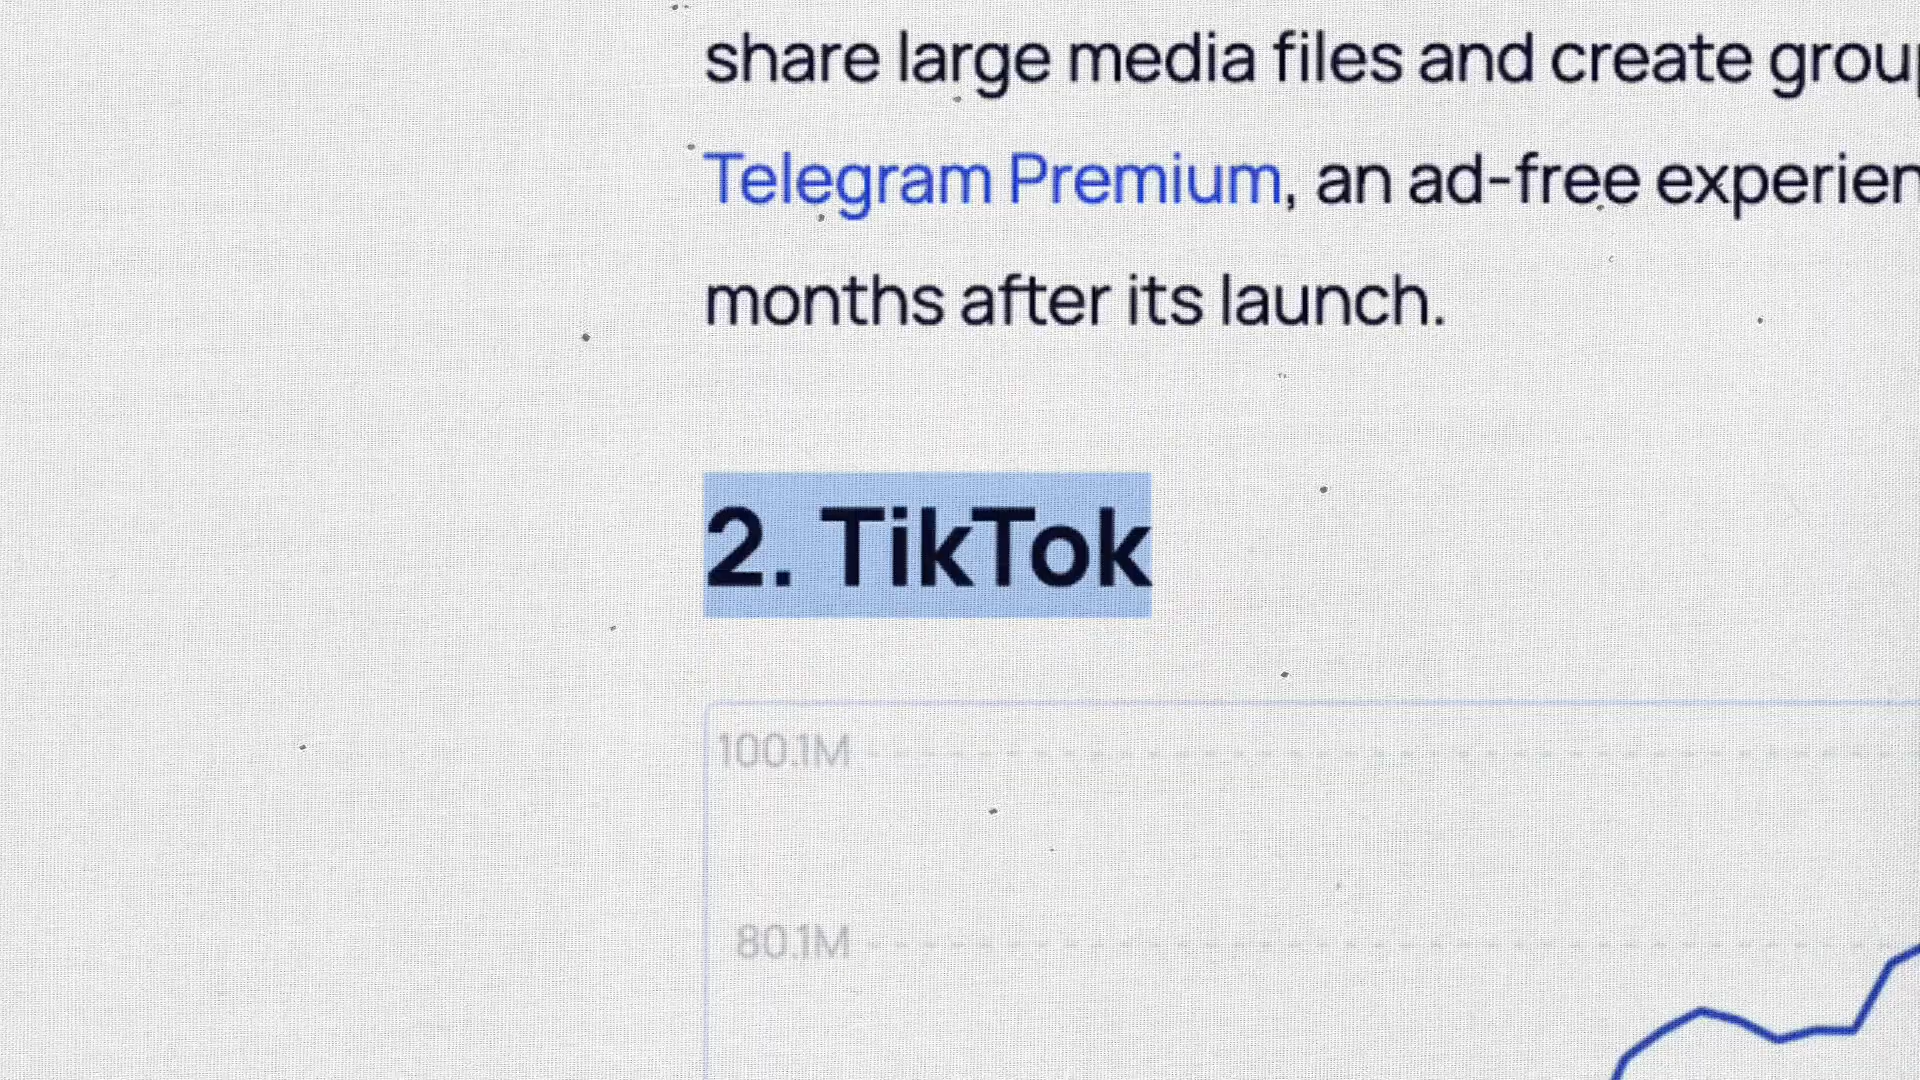 share large media files and create grou
Telegram Premium, an ad-free experien
months after its launch.
2. TikTok
100.1M
80.1M